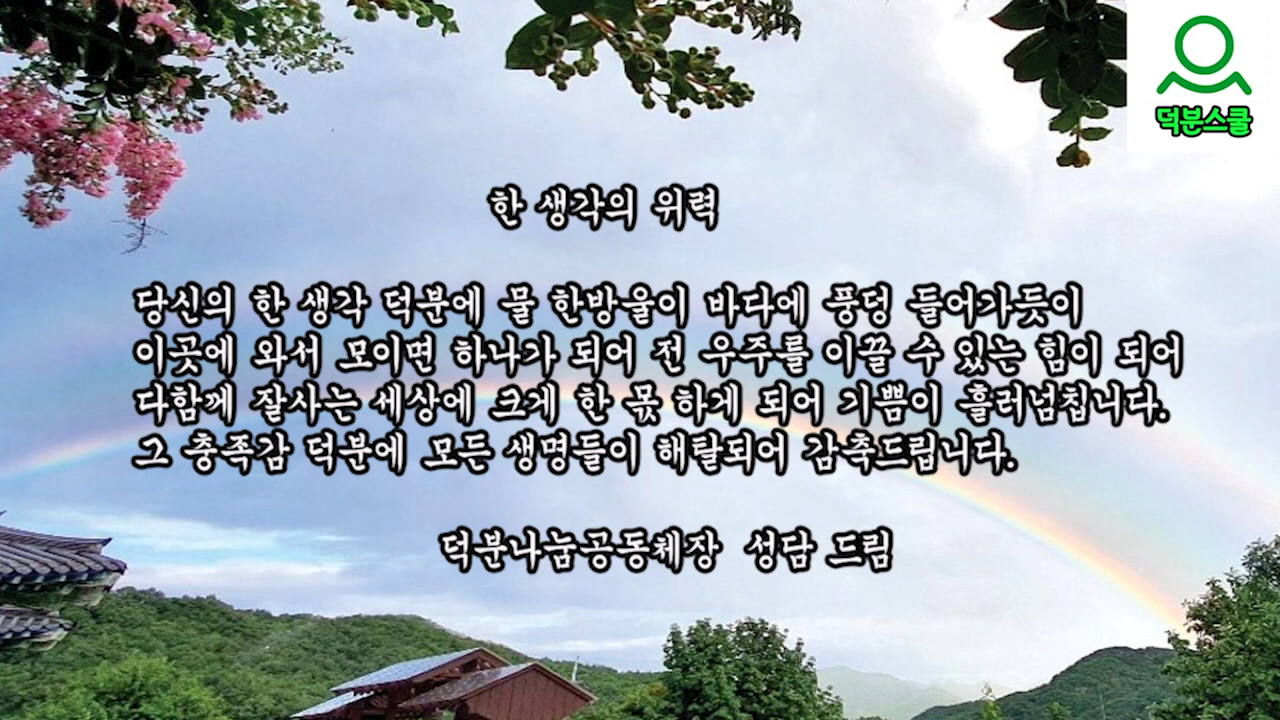 덕분스쿨
한 생각의 위력
당신의 한 생각 덕분에 물 한방울이 바다에 풍덩 들어가듯이
이곳에 와서 모이면 하나가 되어 전 우주를 이끌 수 있는 힘이 되어
다함께 잘사는 세상에 크게 한 몫 하게 되어 기쁨이 흘러넘칩니다.
그 충족감 덕분에 모든 생명들이 해탈되어 감축드립니다.
덕분나눔공동체장 성담 드림